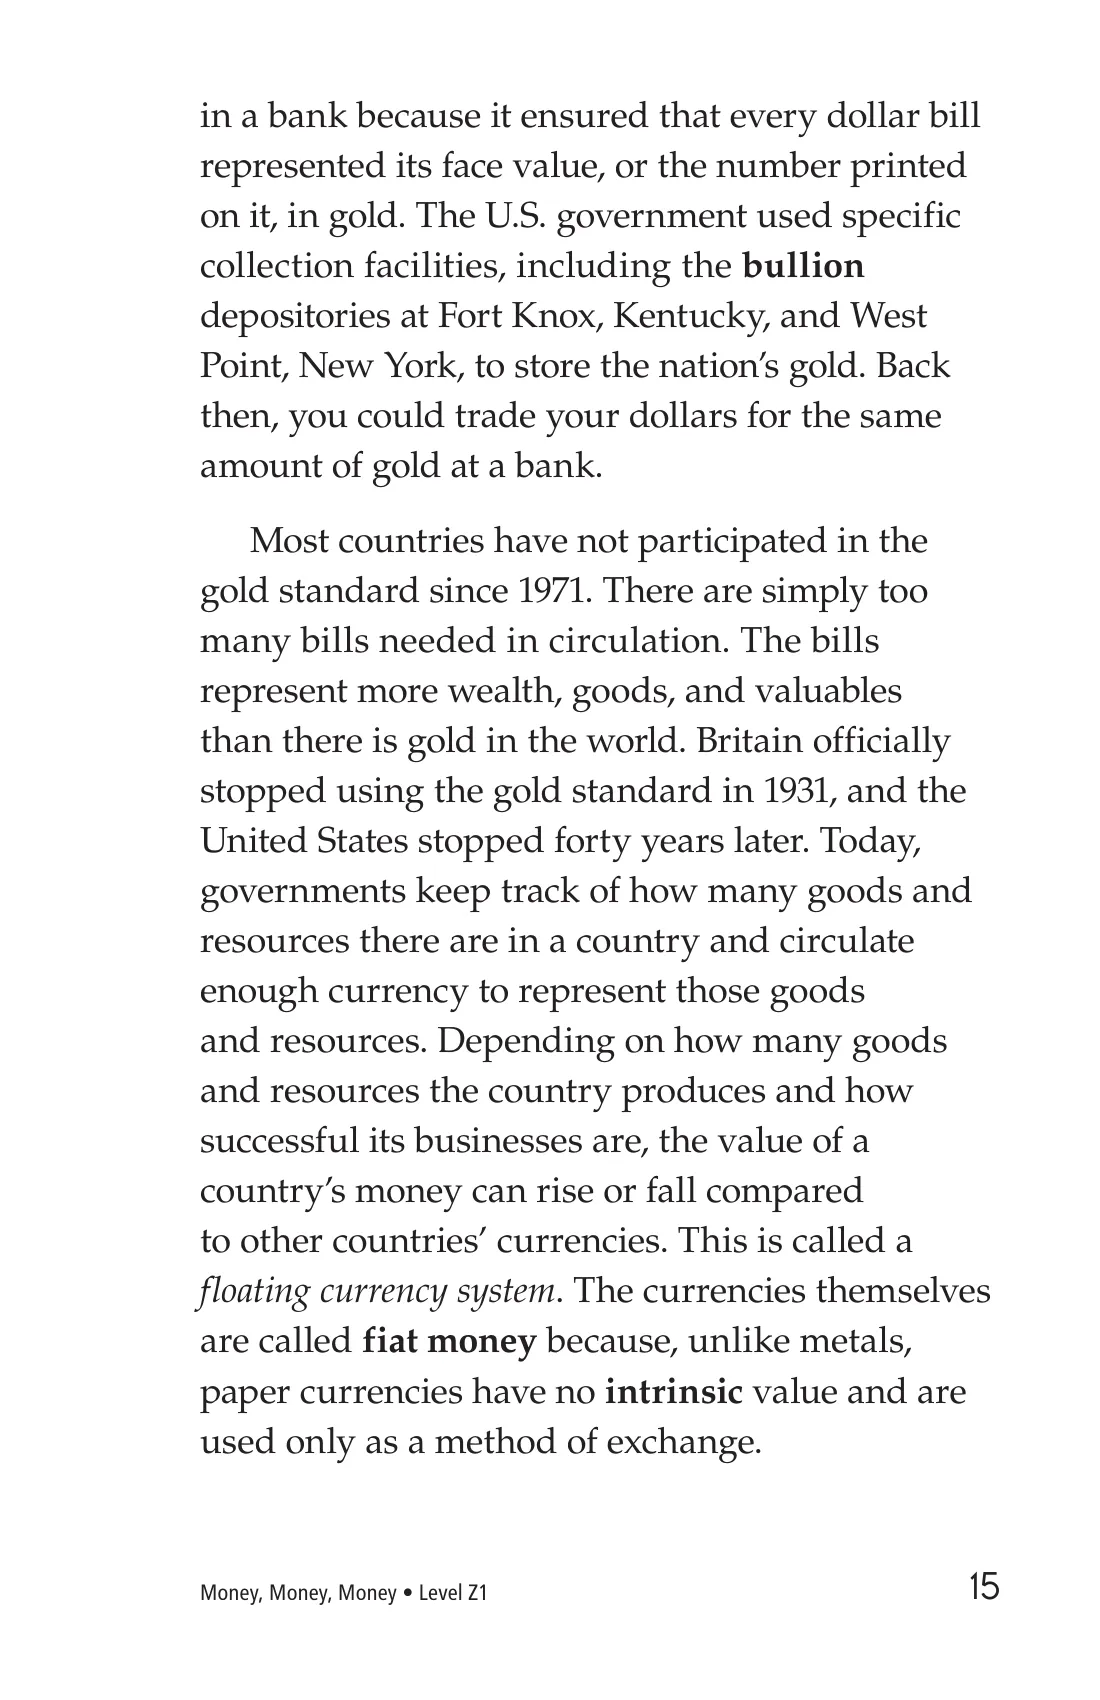 in a bank because it ensured that every dollar bill
represented its face value, or the number printed
on it, in gold. The U.S. government used specific
collection facilities, including the bullion
depositories at Fort Knox, Kentucky, and West
Point, New York, to store the nation’s gold. Back
then, you could trade your dollars for the same
amount of gold at a bank.
Most countries have not participated in the
gold standard since 1971. There are simply too
many bills needed in circulation. The bills
represent more wealth, goods, and valuables
than there is gold in the world. Britain officially
stopped using the gold standard in 1931, and the
United States stopped forty years later. Today,
governments keep track of how many goods and
resources there are in a country and circulate
enough currency to represent those goods
and resources. Depending on how many goods
and resources the country produces and how
successful its businesses are, the value of a
country’s money can rise or fall compared
to other countries’ currencies. This is called a
floating currency system. The currencies themselves
are called fiat money because, unlike metals,
paper currencies have no intrinsic value and are
used only as a method of exchange.
Money, Money, Money • Level Z1
15